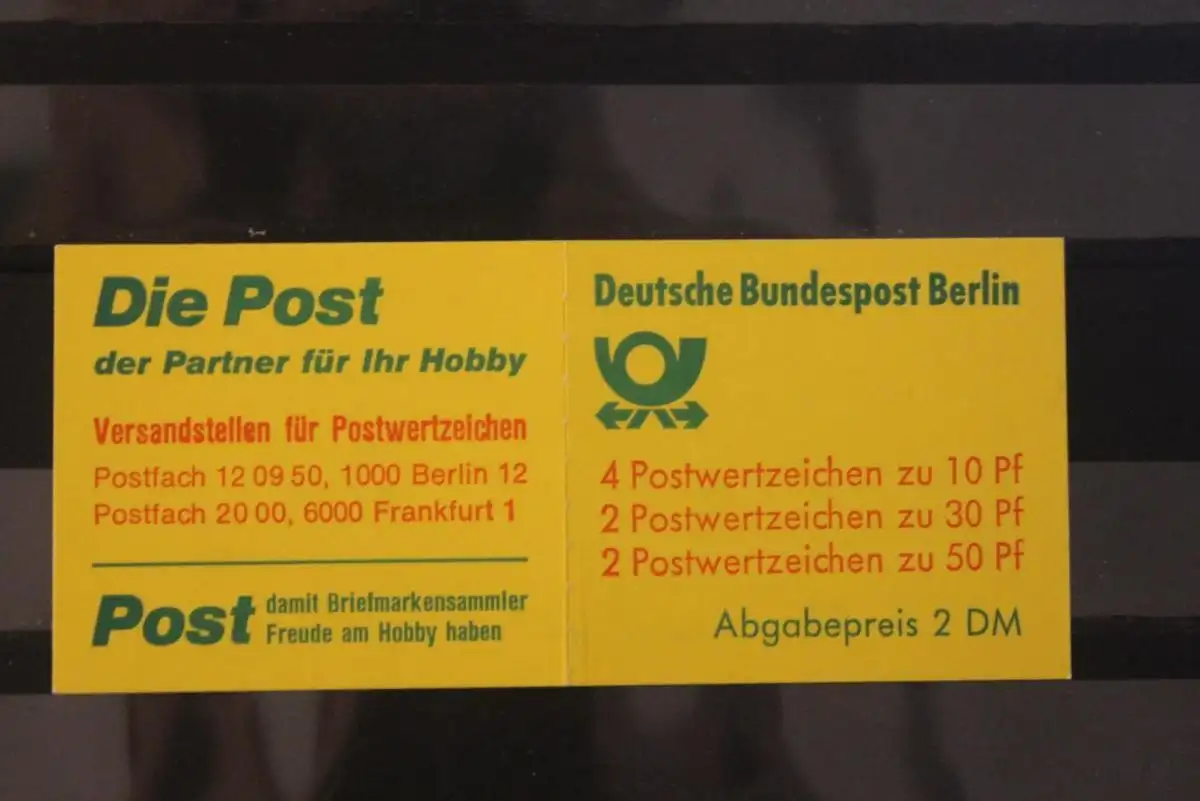 Die Post
der Partner für Ihr Hobby
Versandstellen für Postwertzeichen
Postfach 12 09 50, 1000 Berlin 12
Postfach 20 00, 6000 Frankfurt 1
Post damit Briefmarkensammler
Freude am Hobby haben
Deutsche Bundespost Berlin
4 Postwertzeichen zu 10 Pf
2 Postwertzeichen zu 30 Pf
2 Postwertzeichen zu 50 Pf
Abgabepreis 2 DM